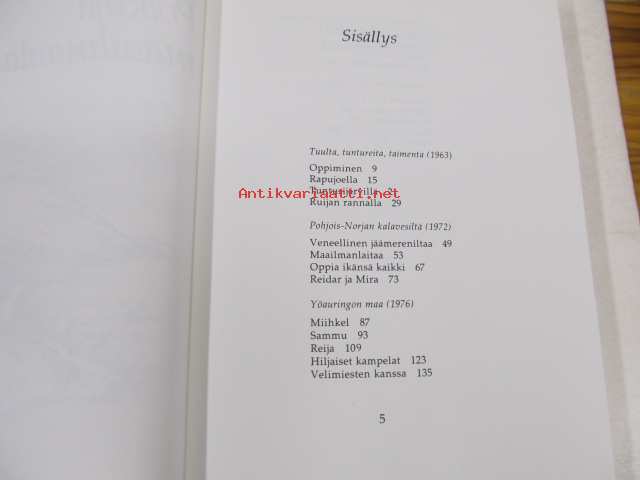 Sisällys
Tuulta, tuntureita, taimenta (1963)
Oppiminen 9
Rapujoella 15
Tunturijärvillä 21
Antikvariaatti.net
Ruijan rannalla 29
Pohjois-Norjan kalavesiltä (1972)
Veneellinen jäämereniltaa 49
Maailmanlaitaa 53
Oppia ikänsä kaikki 67
Reidar ja Mira 73
Yöauringon maa (1976)
Miihkel 87
Sammu 93
Reija 109
Hiljaiset kampelat 123
Velimiesten kanssa 135
5